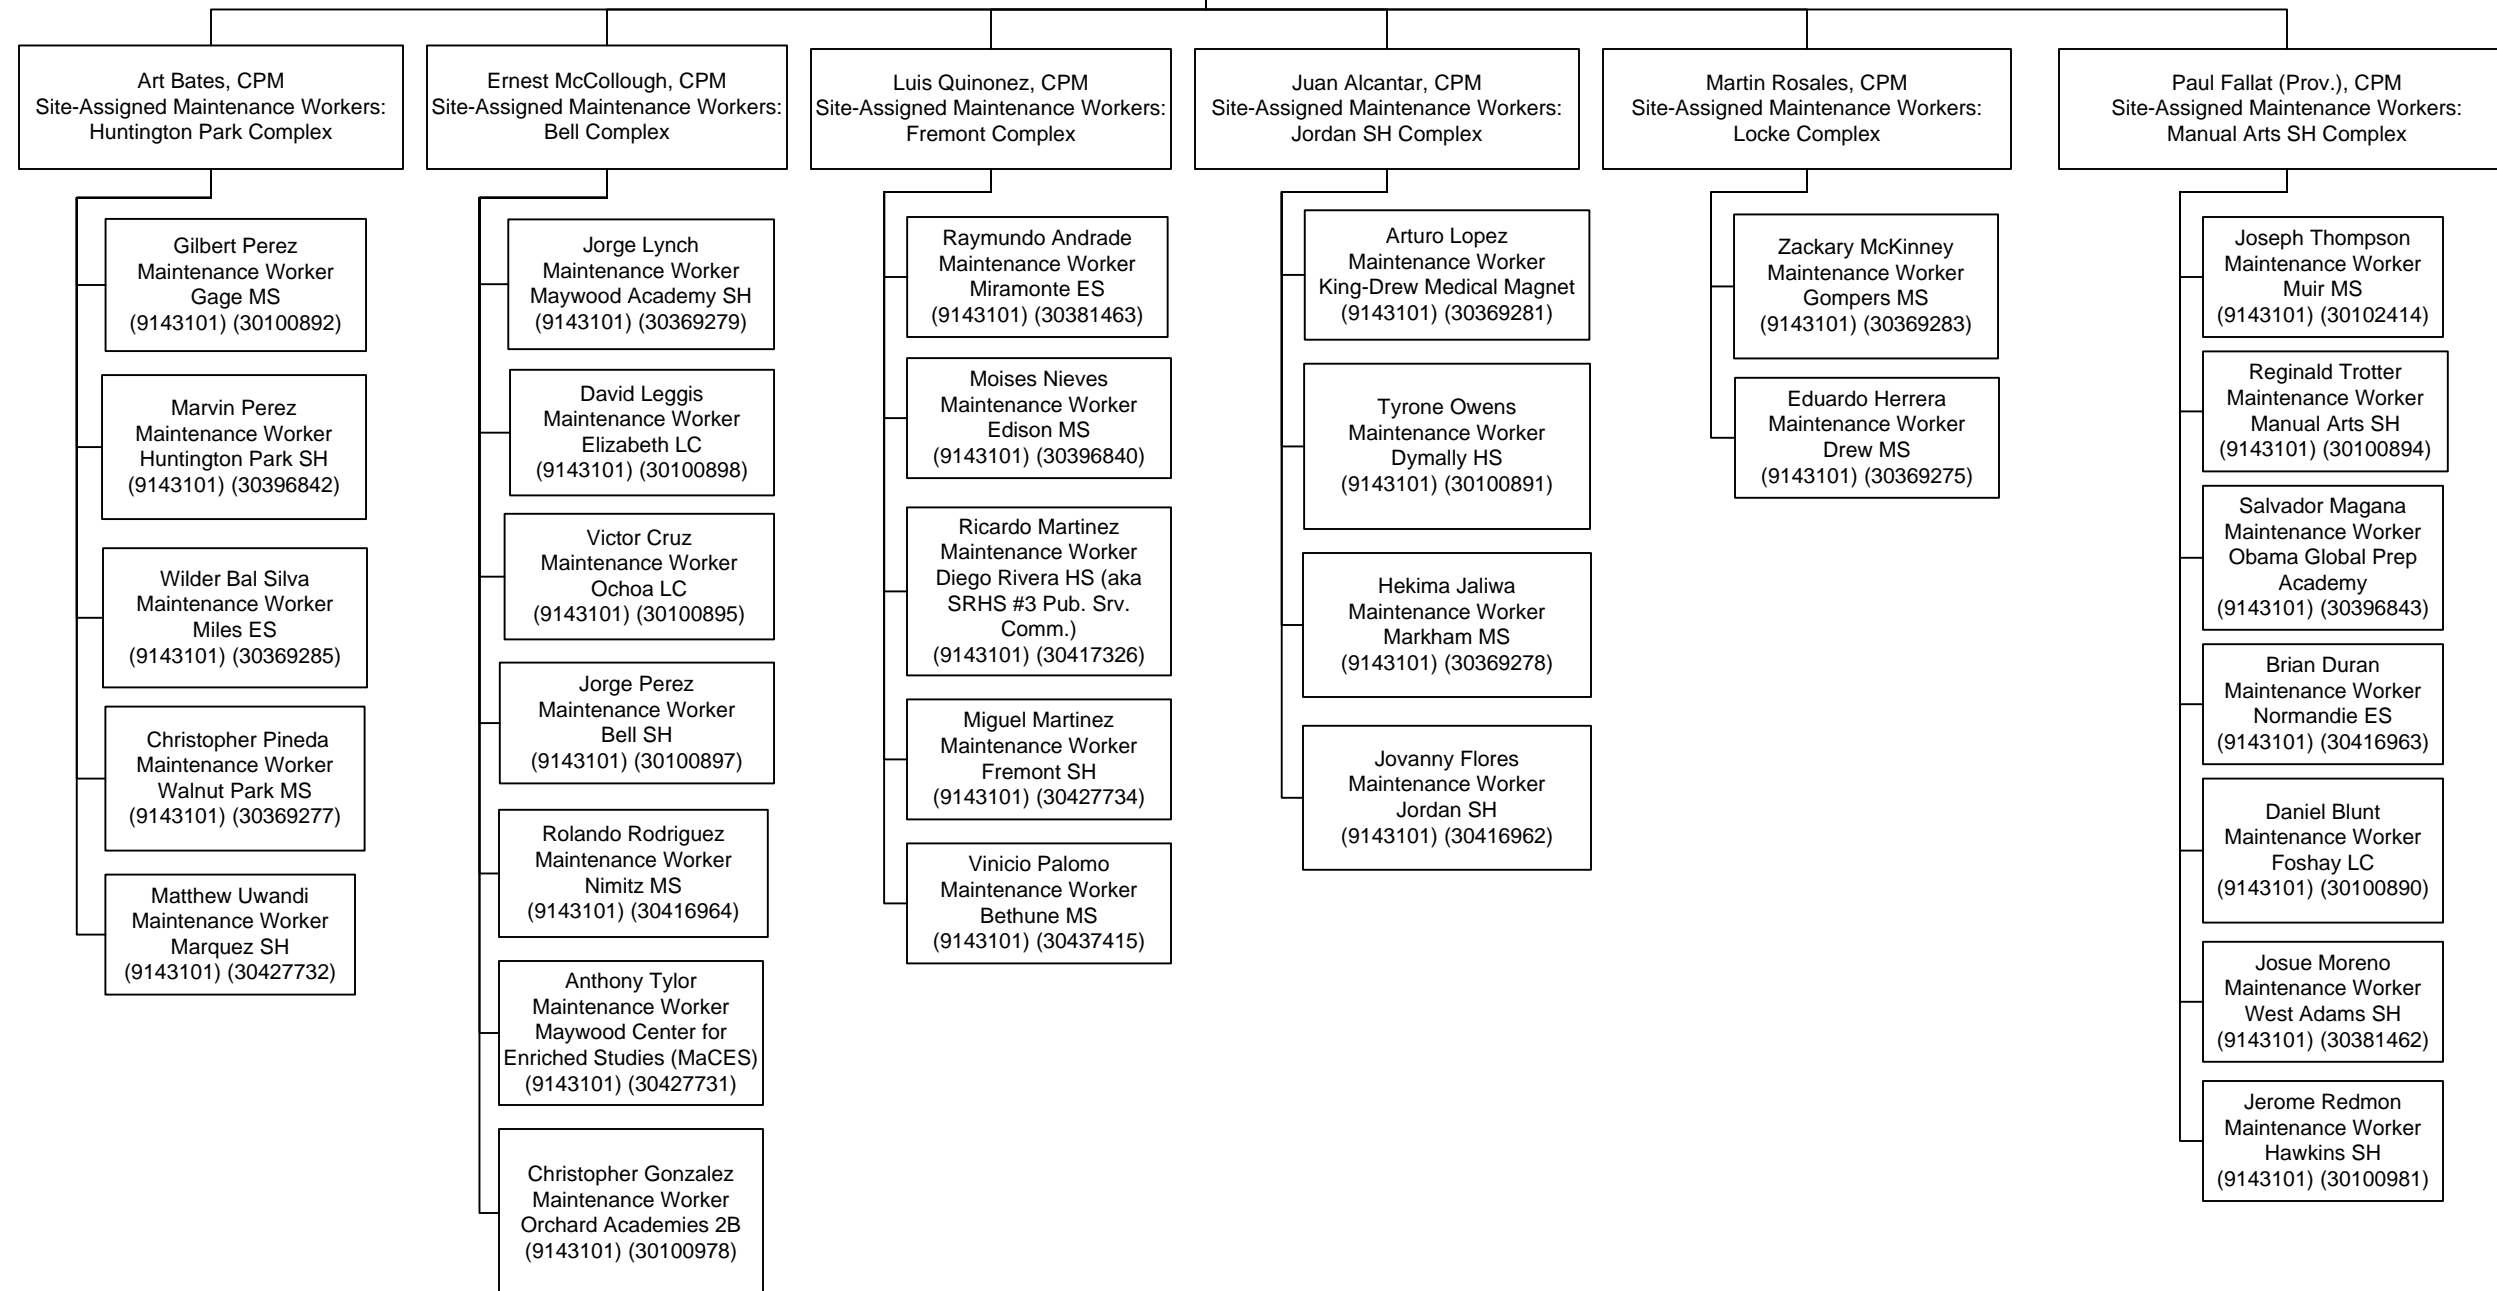 Art Bates, CPM
Site-Assigned Maintenance Workers:
Huntington Park Complex
Gilbert Perez
Maintenance Worker
Gage MS
(9143101) (30100892)
Marvin Perez
Maintenance Worker
Huntington Park SH
(9143101) (30396842)
Wilder Bal Silva
Maintenance Worker
Miles ES
(9143101) (30369285)
Christopher Pineda
Maintenance Worker
Walnut Park MS
(9143101) (30369277)
Matthew Uwandi
Maintenance Worker
Marquez SH
(9143101) (30427732)
Ernest McCollough, CPM
Site-Assigned Maintenance Workers:
Bell Complex
Jorge Lynch
Maintenance Worker
Maywood Academy SH
(9143101) (30369279)
David Leggis
Maintenance Worker
Elizabeth LC
(9143101) (30100898)
Victor Cruz
Maintenance Worker
Ochoa LC
(9143101) (30100895)
Jorge Perez
Maintenance Worker
Bell SH
(9143101) (30100897)
Rolando Rodriguez
Maintenance Worker
Nimitz MS
(9143101) (30416964)
Anthony Tylor
Maintenance Worker
Maywood Center for
Enriched Studies (MaCES)
(9143101) (30427731)
Christopher Gonzalez
Maintenance Worker
Orchard Academies 2B
(9143101) (30100978)
Luis Quinonez, CPM
Site-Assigned Maintenance Workers:
Fremont Complex
Raymundo Andrade
Maintenance Worker
Miramonte ES
(9143101) (30381463)
Moises Nieves
Maintenance Worker
Edison MS
(9143101) (30396840)
Ricardo Martinez
Maintenance Worker
Diego Rivera HS (aka
SRHS #3 Pub. Srv.
Comm.)
(9143101) (30417326)
Miguel Martinez
Maintenance Worker
Fremont SH
(9143101) (30427734)
Vinicio Palomo
Maintenance Worker
Bethune MS
(9143101) (30437415)
Juan Alcantar, CPM
Site-Assigned Maintenance Workers:
Jordan SH Complex
Arturo Lopez
Maintenance Worker
King-Drew Medical Magnet
(9143101) (30369281)
Tyrone Owens
Maintenance Worker
Dymally HS
(9143101) (30100891)
Hekima Jaliwa
Maintenance Worker
Markham MS
(9143101) (30369278)
Jovanny Flores
Maintenance Worker
Jordan SH
(9143101) (30416962)
Martin Rosales, CPM
Site-Assigned Maintenance Workers:
Locke Complex
Zackary McKinney
Maintenance Worker
Gompers MS
(9143101) (30369283)
Eduardo Herrera
Maintenance Worker
Drew MS
(9143101) (30369275)
Paul Fallat (Prov.), CPM
Site-Assigned Maintenance Workers:
Manual Arts SH Complex
Joseph Thompson
Maintenance Worker
Muir MS
(9143101) (30102414)
Reginald Trotter
Maintenance Worker
Manual Arts SH
(9143101) (30100894)
Salvador Magana
Maintenance Worker
Obama Global Prep
Academy
(9143101) (30396843)
Brian Duran
Maintenance Worker
Normandie ES
(9143101) (30416963)
Daniel Blunt
Maintenance Worker
Foshay LC
(9143101) (30100890)
Josue Moreno
Maintenance Worker
West Adams SH
(9143101) (30381462)
Jerome Redmon
Maintenance Worker
Hawkins SH
(9143101) (30100981)